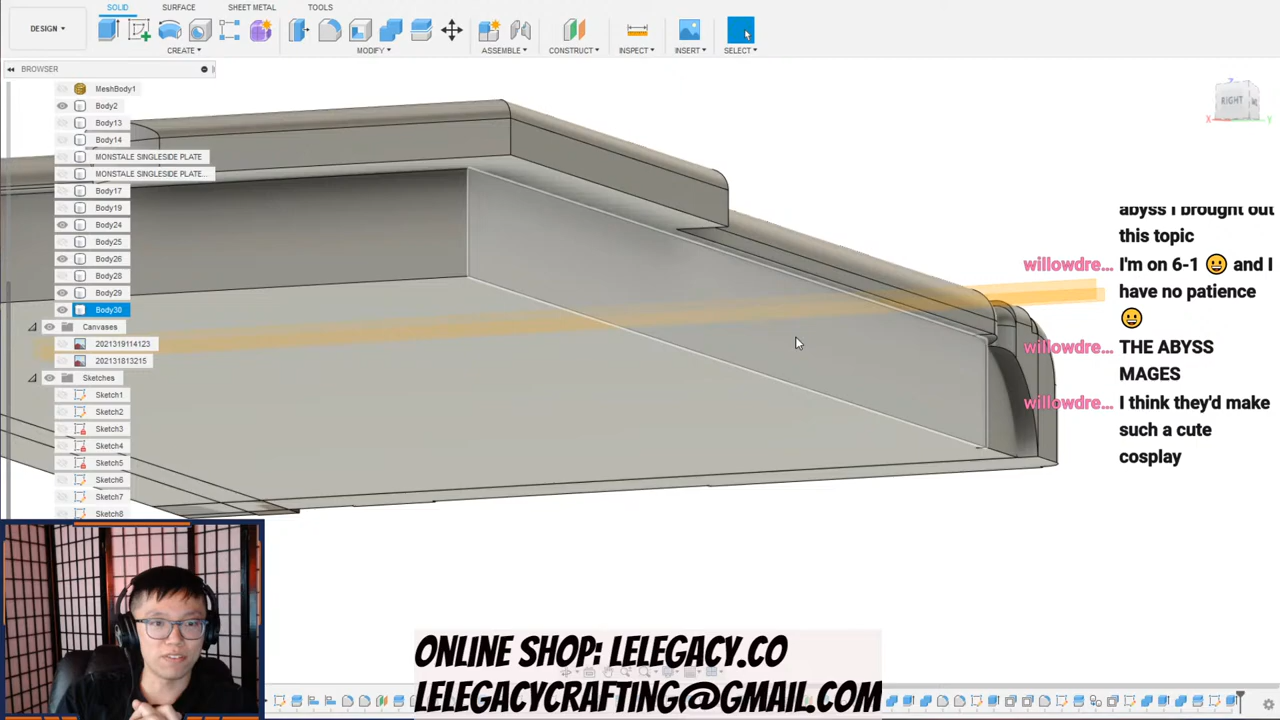 SOLID SURFACE SHEET METAL TOOLS
DESIGN
CREATE MODIFY ASSEMBLE CONSTRUCT INSPECT INSERT SELECT
BROWSER
MeshBody1
Body2
Body13
Body14
MONSTALE SINGLESIDE PLATE
MONSTALE SINGLESIDE PLATE...
Body17
Body19
Body24
Body25
Body26
Body28
Body29
Body30
Canvases
2021319114123
202131813215
Sketches
Sketch1
Sketch2
Sketch3
Sketch4
Sketch5
Sketch6
Sketch7
Sketch8
Z
RIGHT
X
Y
abyss I brought out
this topic
willowdre... I'm on 6-1 😀 and I
have no patience
😀
willowdre... THE ABYSS
MAGES
willowdre... I think they'd make
such a cute
cosplay
ONLINE SHOP: LELEGACY.CO
LELEGACYCRAFTING@GMAIL.COM